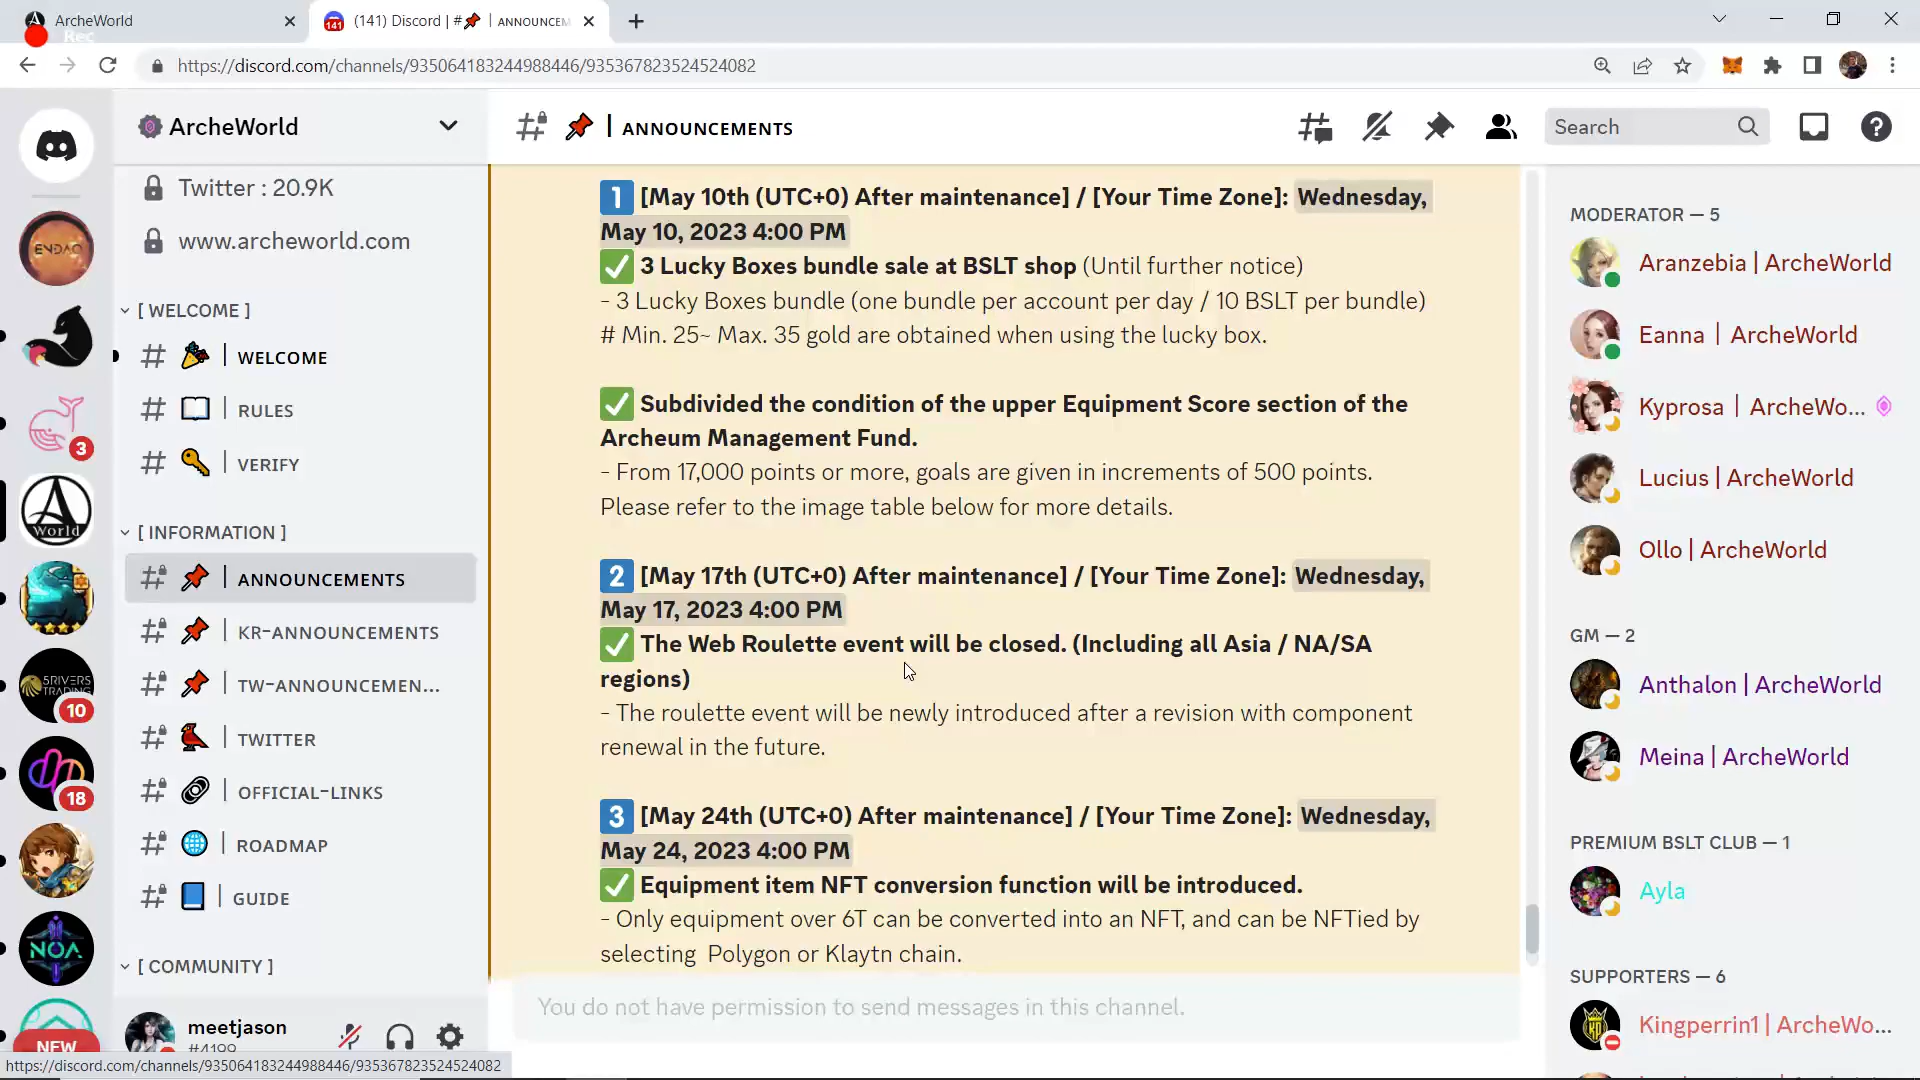 ArcheWorld
Rec
141
(141) Discord | # | ANNOUNCEM
https://discord.com/channels/935064183244988446/935367823524524082
ArcheWorld
| ANNOUNCEMENTS
Search
Twitter : 20.9K
www.archeworld.com
[ WELCOME ]
# | WELCOME
# | RULES
# | VERIFY
[ INFORMATION ]
# | ANNOUNCEMENTS
# | KR-ANNOUNCEMENTS
# | TW-ANNOUNCEMEN...
# | TWITTER
# | OFFICIAL-LINKS
# | ROADMAP
# | GUIDE
[ COMMUNITY ]
meetjason
#4199
ENDAO
3
World
5RIVERS
TRADING
10
18
NOA
NEW
1 [May 10th (UTC+0) After maintenance] / [Your Time Zone]: Wednesday,
May 10, 2023 4:00 PM
✅ 3 Lucky Boxes bundle sale at BSLT shop (Until further notice)
- 3 Lucky Boxes bundle (one bundle per account per day / 10 BSLT per bundle)
# Min. 25~ Max. 35 gold are obtained when using the lucky box.
✅ Subdivided the condition of the upper Equipment Score section of the
Archeum Management Fund.
- From 17,000 points or more, goals are given in increments of 500 points.
Please refer to the image table below for more details.
2 [May 17th (UTC+0) After maintenance] / [Your Time Zone]: Wednesday,
May 17, 2023 4:00 PM
✅ The Web Roulette event will be closed. (Including all Asia / NA/SA
regions)
- The roulette event will be newly introduced after a revision with component
renewal in the future.
3 [May 24th (UTC+0) After maintenance] / [Your Time Zone]: Wednesday,
May 24, 2023 4:00 PM
✅ Equipment item NFT conversion function will be introduced.
- Only equipment over 6T can be converted into an NFT, and can be NFTied by
selecting Polygon or Klaytn chain.
You do not have permission to send messages in this channel.
MODERATOR — 5
Aranzebia | ArcheWorld
Eanna | ArcheWorld
Kyprosa | ArcheWo...
Lucius | ArcheWorld
Ollo | ArcheWorld
GM — 2
Anthalon | ArcheWorld
Meina | ArcheWorld
PREMIUM BSLT CLUB — 1
Ayla
SUPPORTERS — 6
Kingperrin1 | ArcheWo...
https://discord.com/channels/935064183244988446/935367823524524082